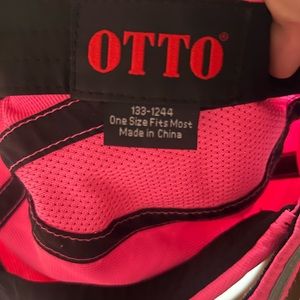 OTTO®
133-1244
One Size Fits Most
Made in China